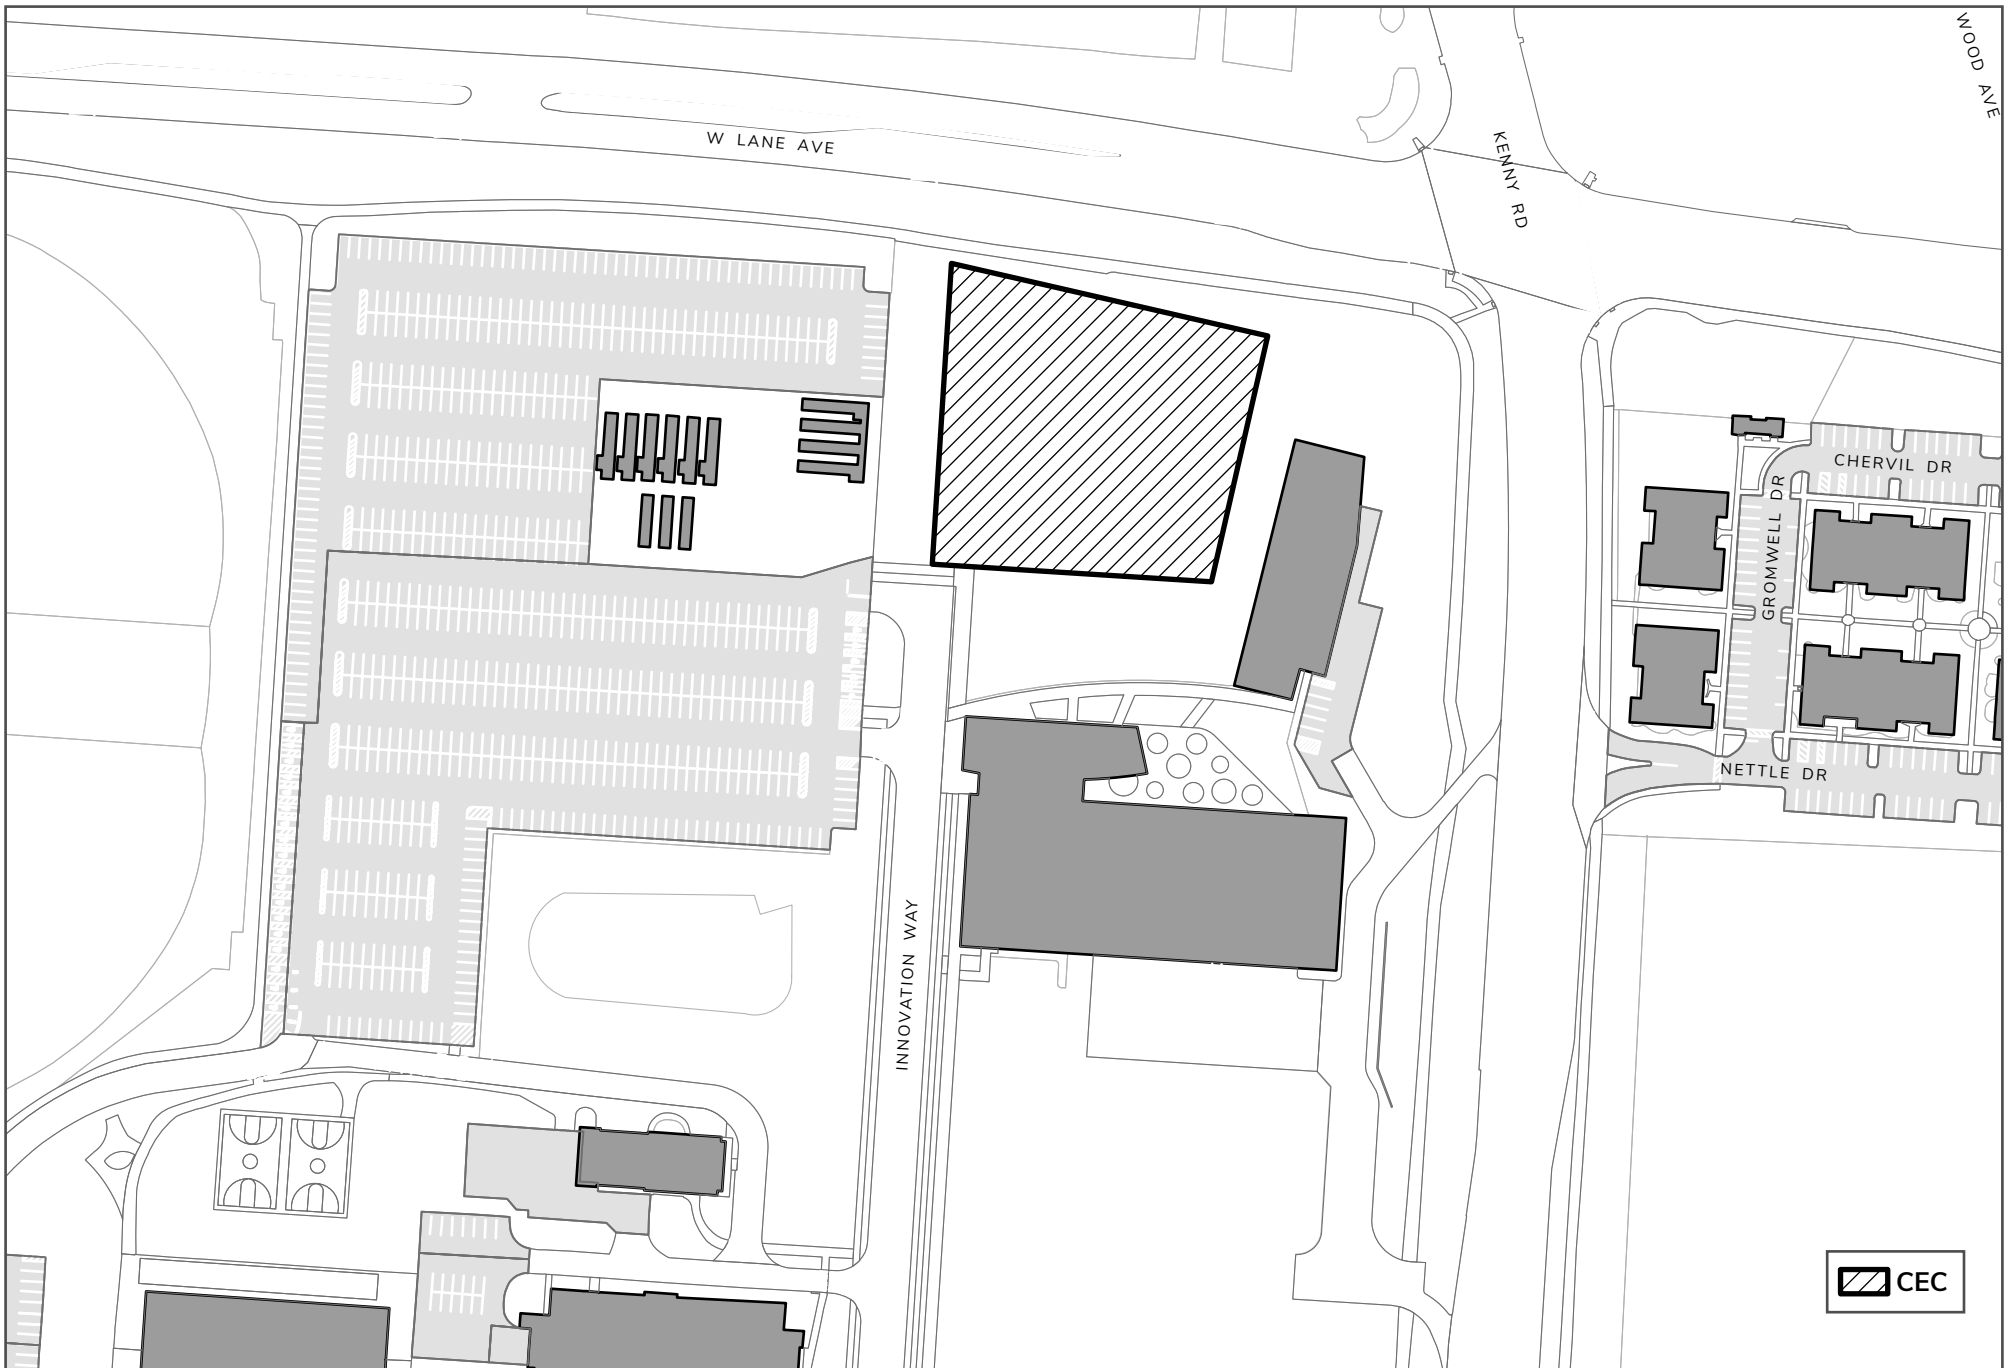 WOOD AVE
W LANE AVE
KENNY RD
CHERVIL DR
GROMWELL DR
NETTLE DR
INNOVATION WAY
CEC